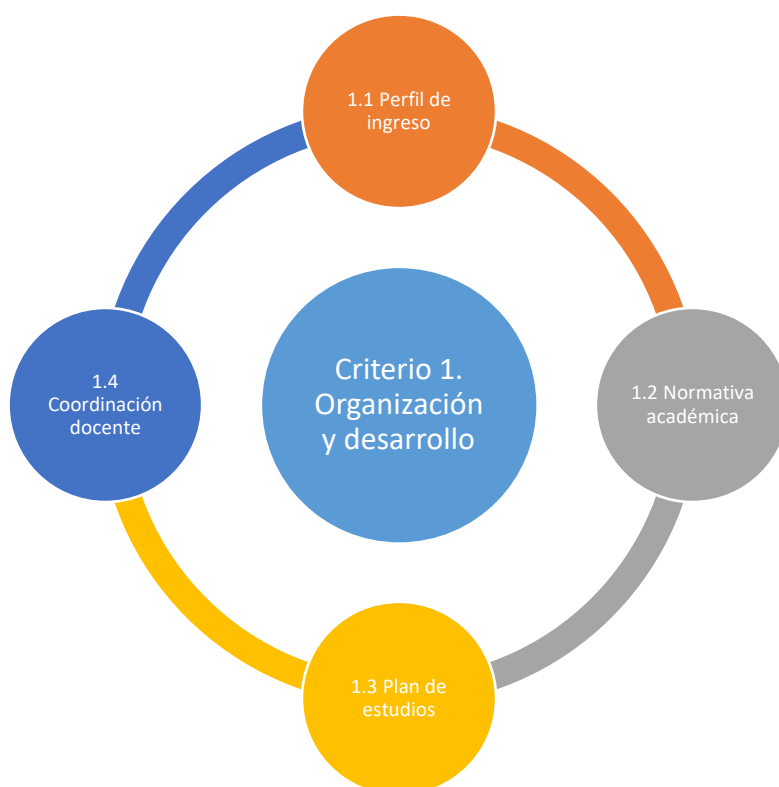 1.1 Perfil de
ingreso
Criterio 1.
Organización
y desarrollo
1.2 Normativa
académica
1.3 Plan de
estudios
1.4
Coordinación
docente